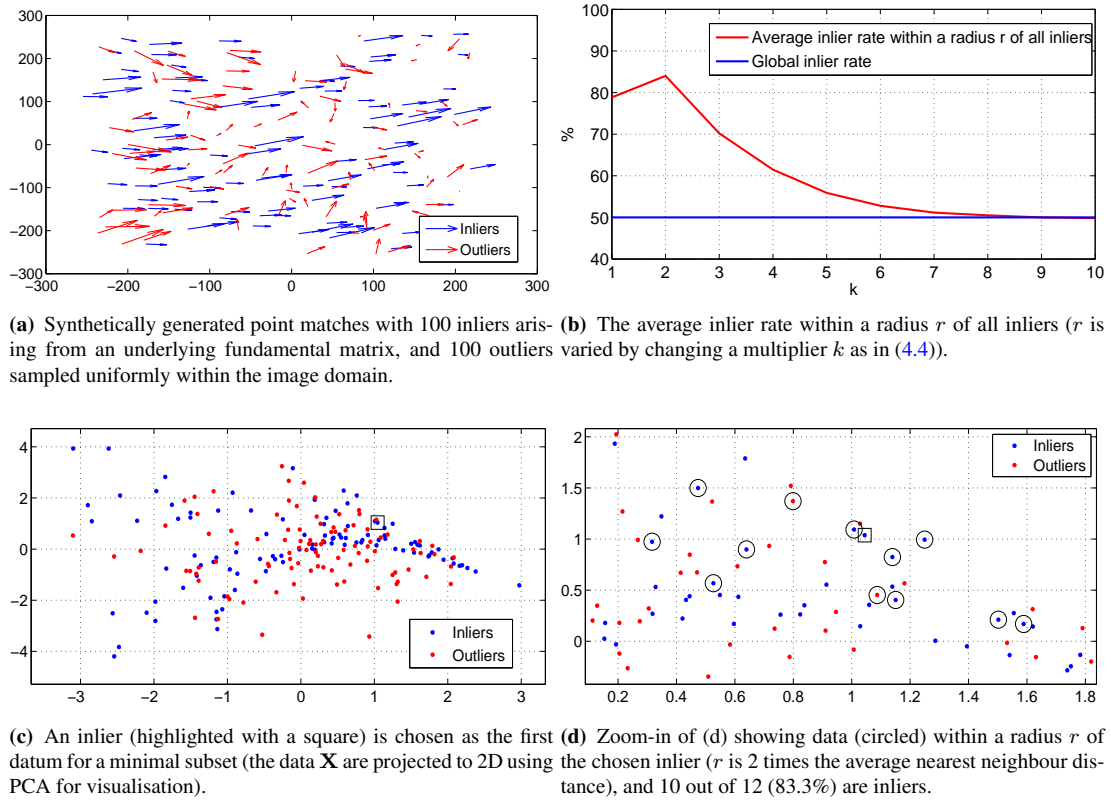 300
200
100
0
−100
−200
−300
−300 −200 −100 0 100 200 300
Inliers
Outliers
100
90
80
70
60
50
40
%
1 2 3 4 5 6 7 8 9 10
k
Average inlier rate within a radius r of all inliers
Global inlier rate
(a) Synthetically generated point matches with 100 inliers aris-
ing from an underlying fundamental matrix, and 100 outliers
sampled uniformly within the image domain.
(b) The average inlier rate within a radius r of all inliers (r is
varied by changing a multiplier k as in (4.4)).
4
2
0
−2
−4
−3 −2 −1 0 1 2 3
Inliers
Outliers
2
1.5
1
0.5
0
0.2 0.4 0.6 0.8 1 1.2 1.4 1.6 1.8
Inliers
Outliers
(c) An inlier (highlighted with a square) is chosen as the first
datum for a minimal subset (the data X are projected to 2D using
PCA for visualisation).
(d) Zoom-in of (d) showing data (circled) within a radius r of
the chosen inlier (r is 2 times the average nearest neighbour dis-
tance), and 10 out of 12 (83.3%) are inliers.